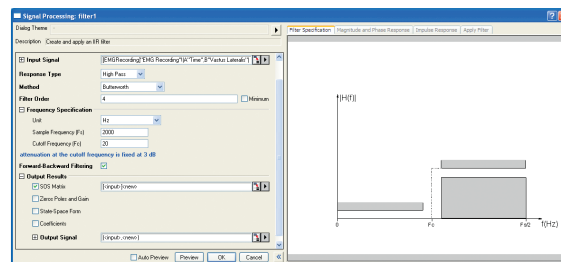 Signal Processing: filter1
Dialog Theme
Description Create and apply an IIR filter
Input Signal [EMGRecording]"EMG Recording"!(A"Time",B"Vastus Lateralis")
Response Type High Pass
Method Butterworth
Filter Order 4 Minimum
Frequency Specification
Unit Hz
Sample Frequency (Fs) 2000
Cutoff Frequency (Fc) 20
attenuation at the cutoff frequency is fixed at 3 dB
Forward-Backward Filtering
Output Results
SOS Matrix [<input>]<new>
Zeros Poles and Gain
State-Space Form
Coefficients
Output Signal [<input>,<new>]
Auto Preview Preview OK Cancel
Filter Specification Magnitude and Phase Response Impulse Response Apply Filter
|H(f)|
0 Fc Fs/2 f(Hz)